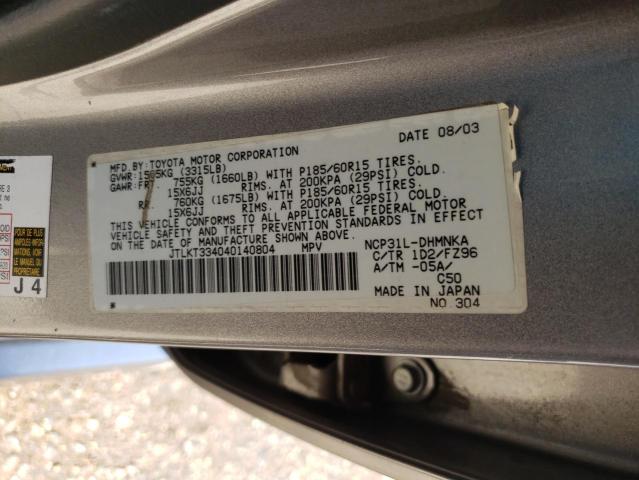 DATE 08/03
MFD. BY: TOYOTA MOTOR CORPORATION
GVWR: 1505KG (3315LB)
GAWR: FRT. 755KG (1660LB) WITH P185/60R15 TIRES.
15X6JJ RIMS. AT 200KPA (29PSI) COLD.
RR. 760KG (1675LB) WITH P185/60R15 TIRES.
15X6JJ RIMS. AT 200KPA (29PSI) COLD.
THIS VEHICLE CONFORMS TO ALL APPLICABLE FEDERAL MOTOR
VEHICLE SAFETY AND THEFT PREVENTION STANDARDS IN EFFECT
ON THE DATE OF MANUFACTURE SHOWN ABOVE.
JTLKT334040140804 MPV
NCP31L-DHMNKA
C/TR 1D2/FZ96
A/TM -05A/
C50
MADE IN JAPAN
NO. 304
J 4